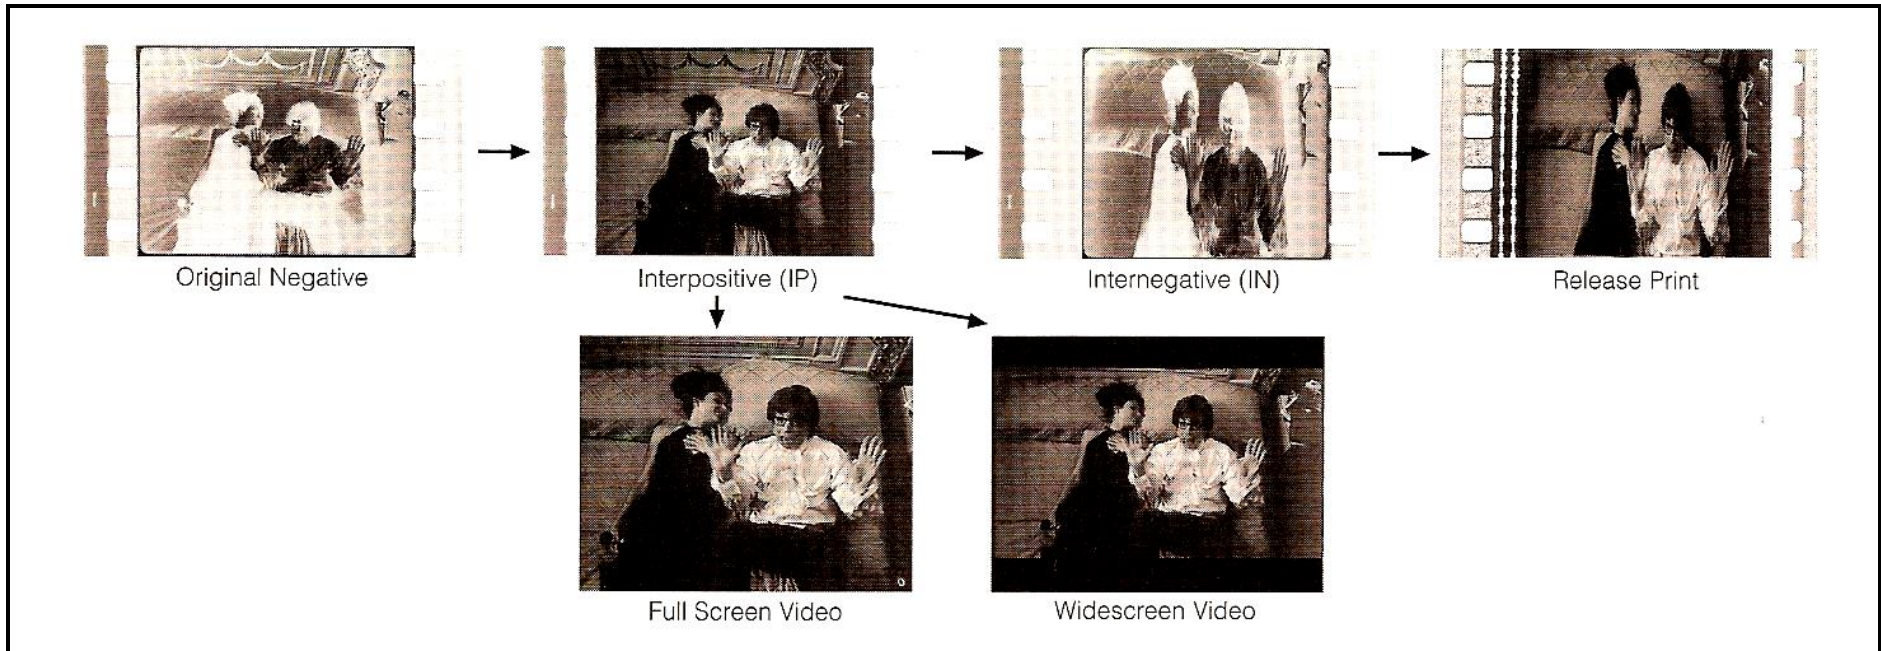 Original Negative
Interpositive (IP)
Internegative (IN)
Release Print
Full Screen Video
Widescreen Video